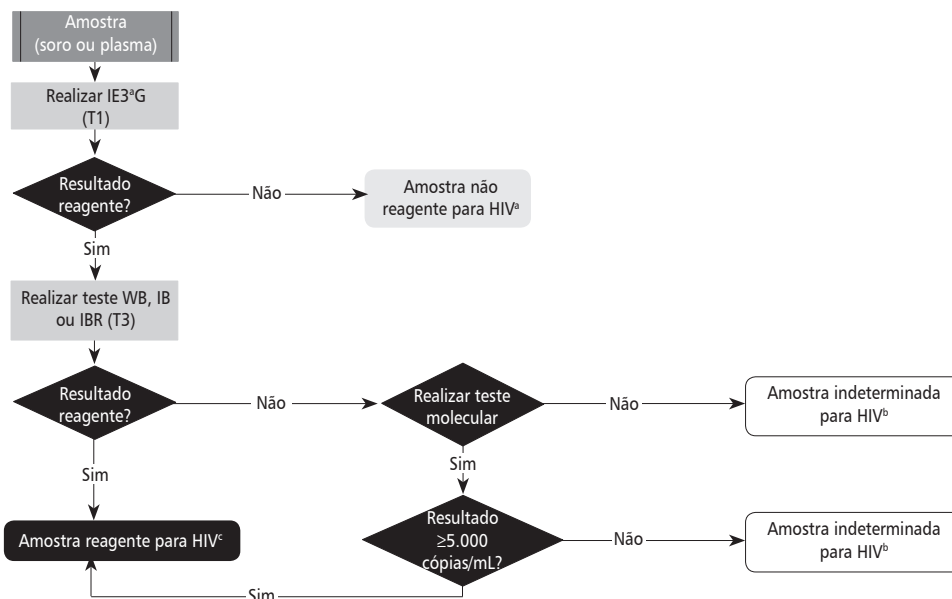 Amostra
(soro ou plasma)
Realizar IE3ªG
(T1)
Resultado
reagente?
Não
Amostra não
reagente para HIVᵃ
Sim
Realizar teste WB, IB
ou IBR (T3)
Resultado
reagente?
Não
Realizar teste
molecular
Não
Amostra indeterminada
para HIVᵇ
Sim
Sim
Amostra reagente para HIVᶜ
Resultado
≥5.000
cópias/mL?
Não
Amostra indeterminada
para HIVᵇ
Sim